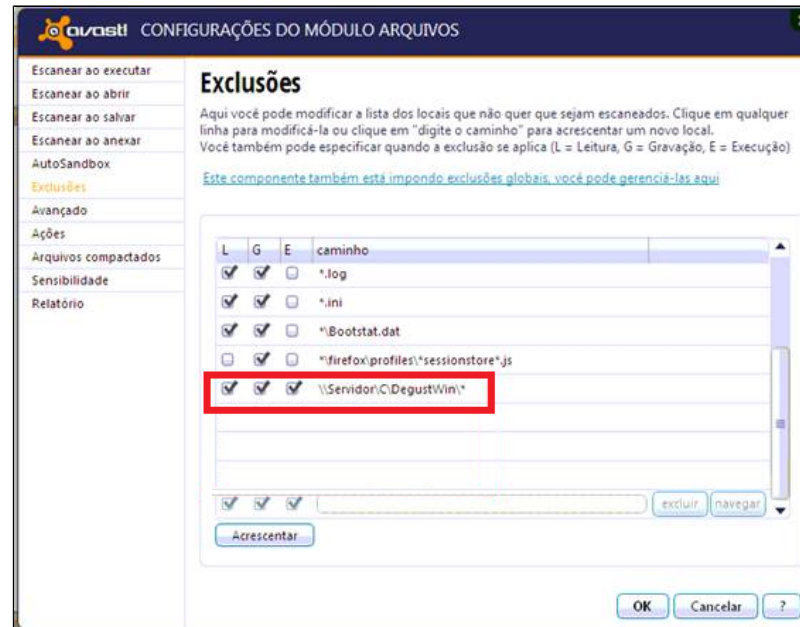 avast! CONFIGURAÇÕES DO MÓDULO ARQUIVOS
Escanear ao executar
Escanear ao abrir
Escanear ao salvar
Escanear ao anexar
AutoSandbox
Exclusões
Avançado
Ações
Arquivos compactados
Sensibilidade
Relatório
Exclusões
Aqui você pode modificar a lista dos locais que não quer que sejam escaneados. Clique em qualquer
linha para modificá-la ou clique em "digite o caminho" para acrescentar um novo local.
Você também pode especificar quando a exclusão se aplica (L = Leitura, G = Gravação, E = Execução)
Este componente também está impondo exclusões globais, você pode gerenciá-las aqui
L G E caminho
*.log
*.ini
*\Bootstat.dat
*\firefox\profiles\*sessionstore*.js
\\Servidor\C\DegustWin\*
excluir navegar
Acrescentar
OK Cancelar ?